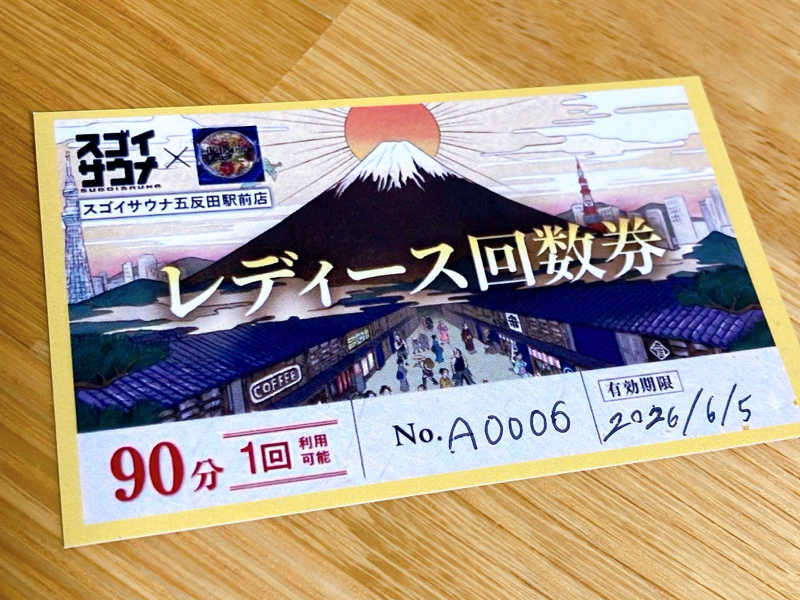 スゴイ
サウナ
SUGOISAUNA
×
スゴイサウナ五反田駅前店
レディース回数券
COFFEE
90分
1回
利用
可能
No. A0006
有効期限
2026/6/5